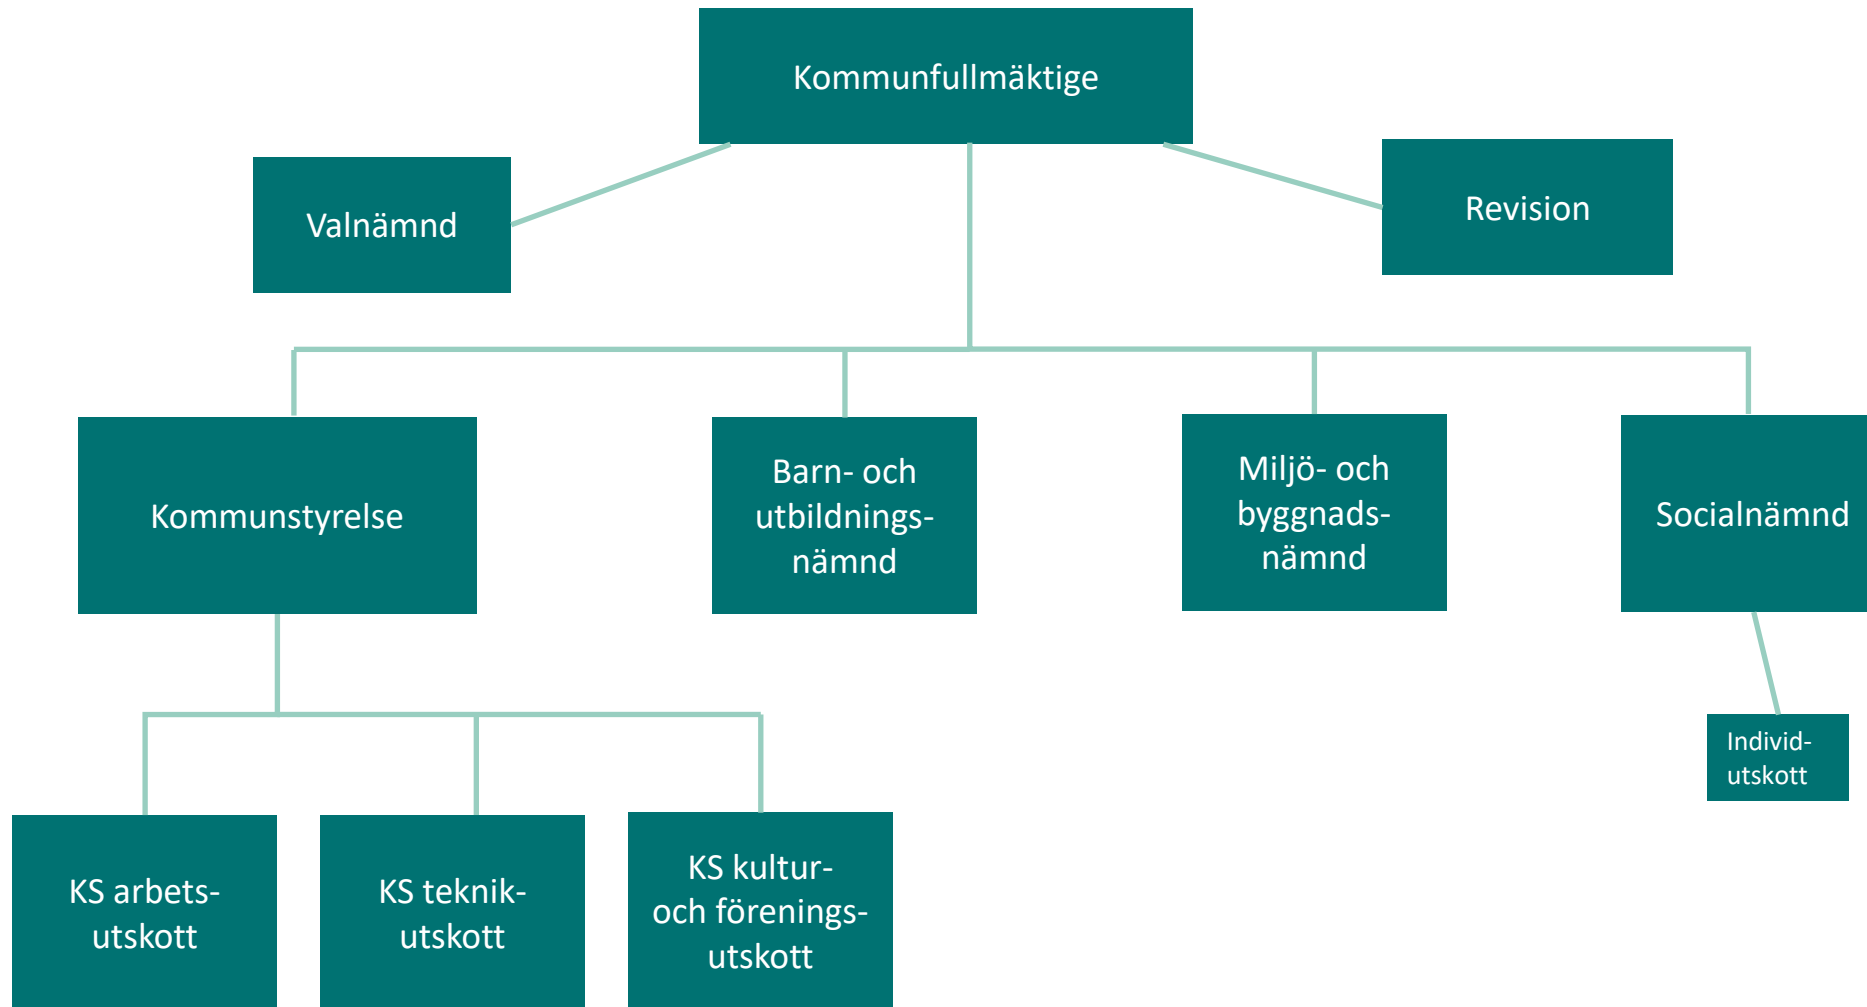 Kommunfullmäktige
Valnämnd
Revision
Kommunstyrelse
Barn- och
utbildnings-
nämnd
Miljö- och
byggnads-
nämnd
Socialnämnd
Individ-
utskott
KS arbets-
utskott
KS teknik-
utskott
KS kultur-
och förenings-
utskott